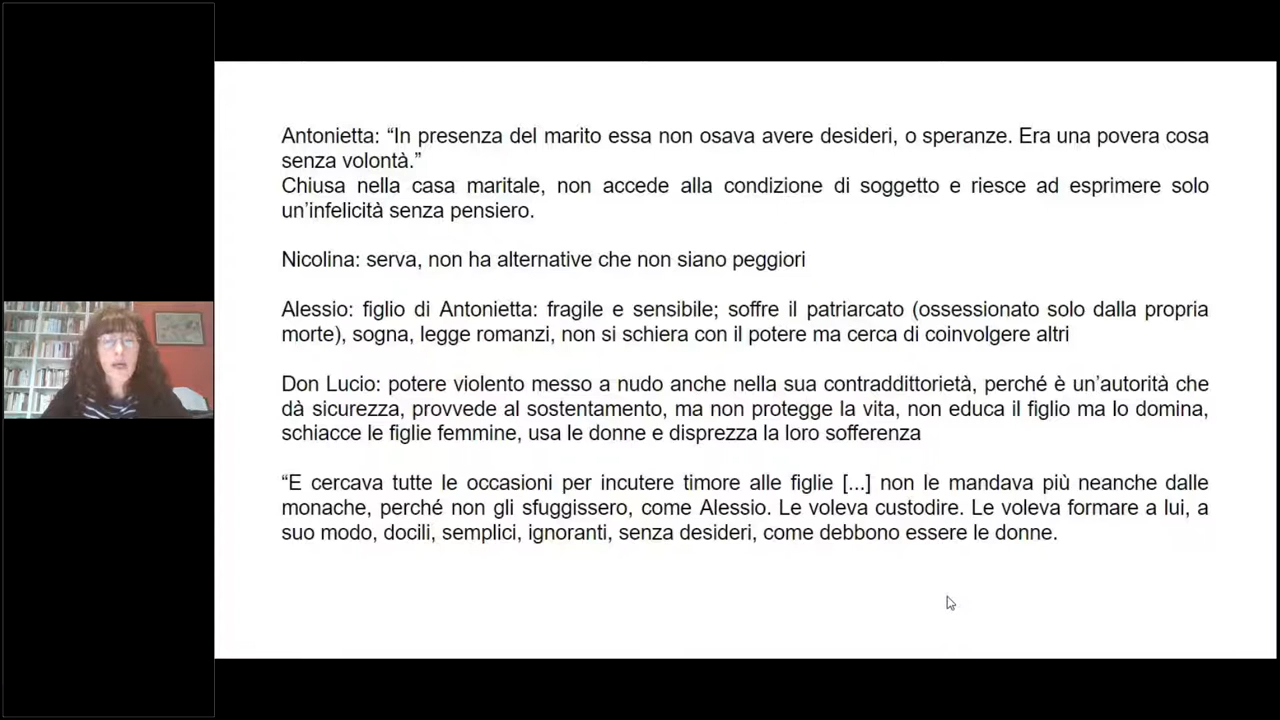 Antonietta: “In presenza del marito essa non osava avere desideri, o speranze. Era una povera cosa
senza volontà.”
Chiusa nella casa maritale, non accede alla condizione di soggetto e riesce ad esprimere solo
un’infelicità senza pensiero.
Nicolina: serva, non ha alternative che non siano peggiori
Alessio: figlio di Antonietta: fragile e sensibile; soffre il patriarcato (ossessionato solo dalla propria
morte), sogna, legge romanzi, non si schiera con il potere ma cerca di coinvolgere altri
Don Lucio: potere violento messo a nudo anche nella sua contraddittorietà, perché è un’autorità che
dà sicurezza, provvede al sostentamento, ma non protegge la vita, non educa il figlio ma lo domina,
schiacce le figlie femmine, usa le donne e disprezza la loro sofferenza
“E cercava tutte le occasioni per incutere timore alle figlie [...] non le mandava più neanche dalle
monache, perché non gli sfuggissero, come Alessio. Le voleva custodire. Le voleva formare a lui, a
suo modo, docili, semplici, ignoranti, senza desideri, come debbono essere le donne.